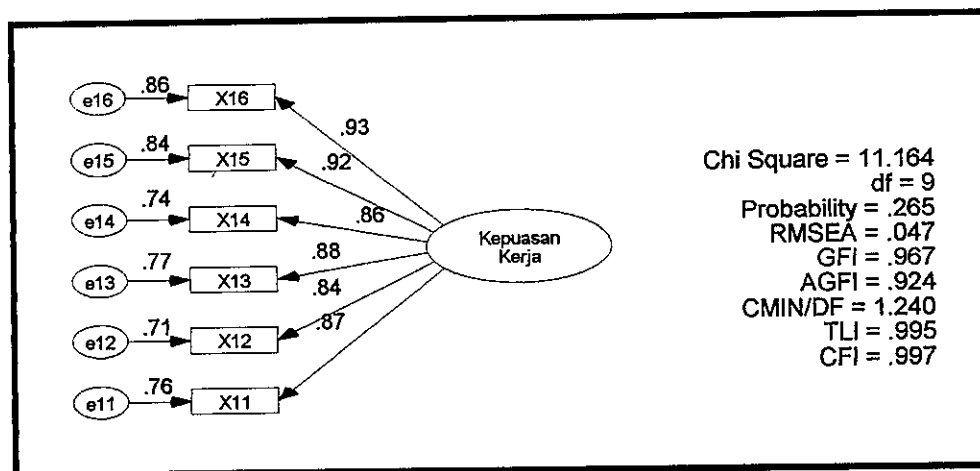 .86
e16
X16
.93
.84
e15
X15
.92
.74
e14
X14
.86
.77
e13
X13
.88
.71
e12
X12
.84
.76
e11
X11
.87
Kepuasan
Kerja
Chi Square = 11.164
df = 9
Probability = .265
RMSEA = .047
GFI = .967
AGFI = .924
CMIN/DF = 1.240
TLI = .995
CFI = .997